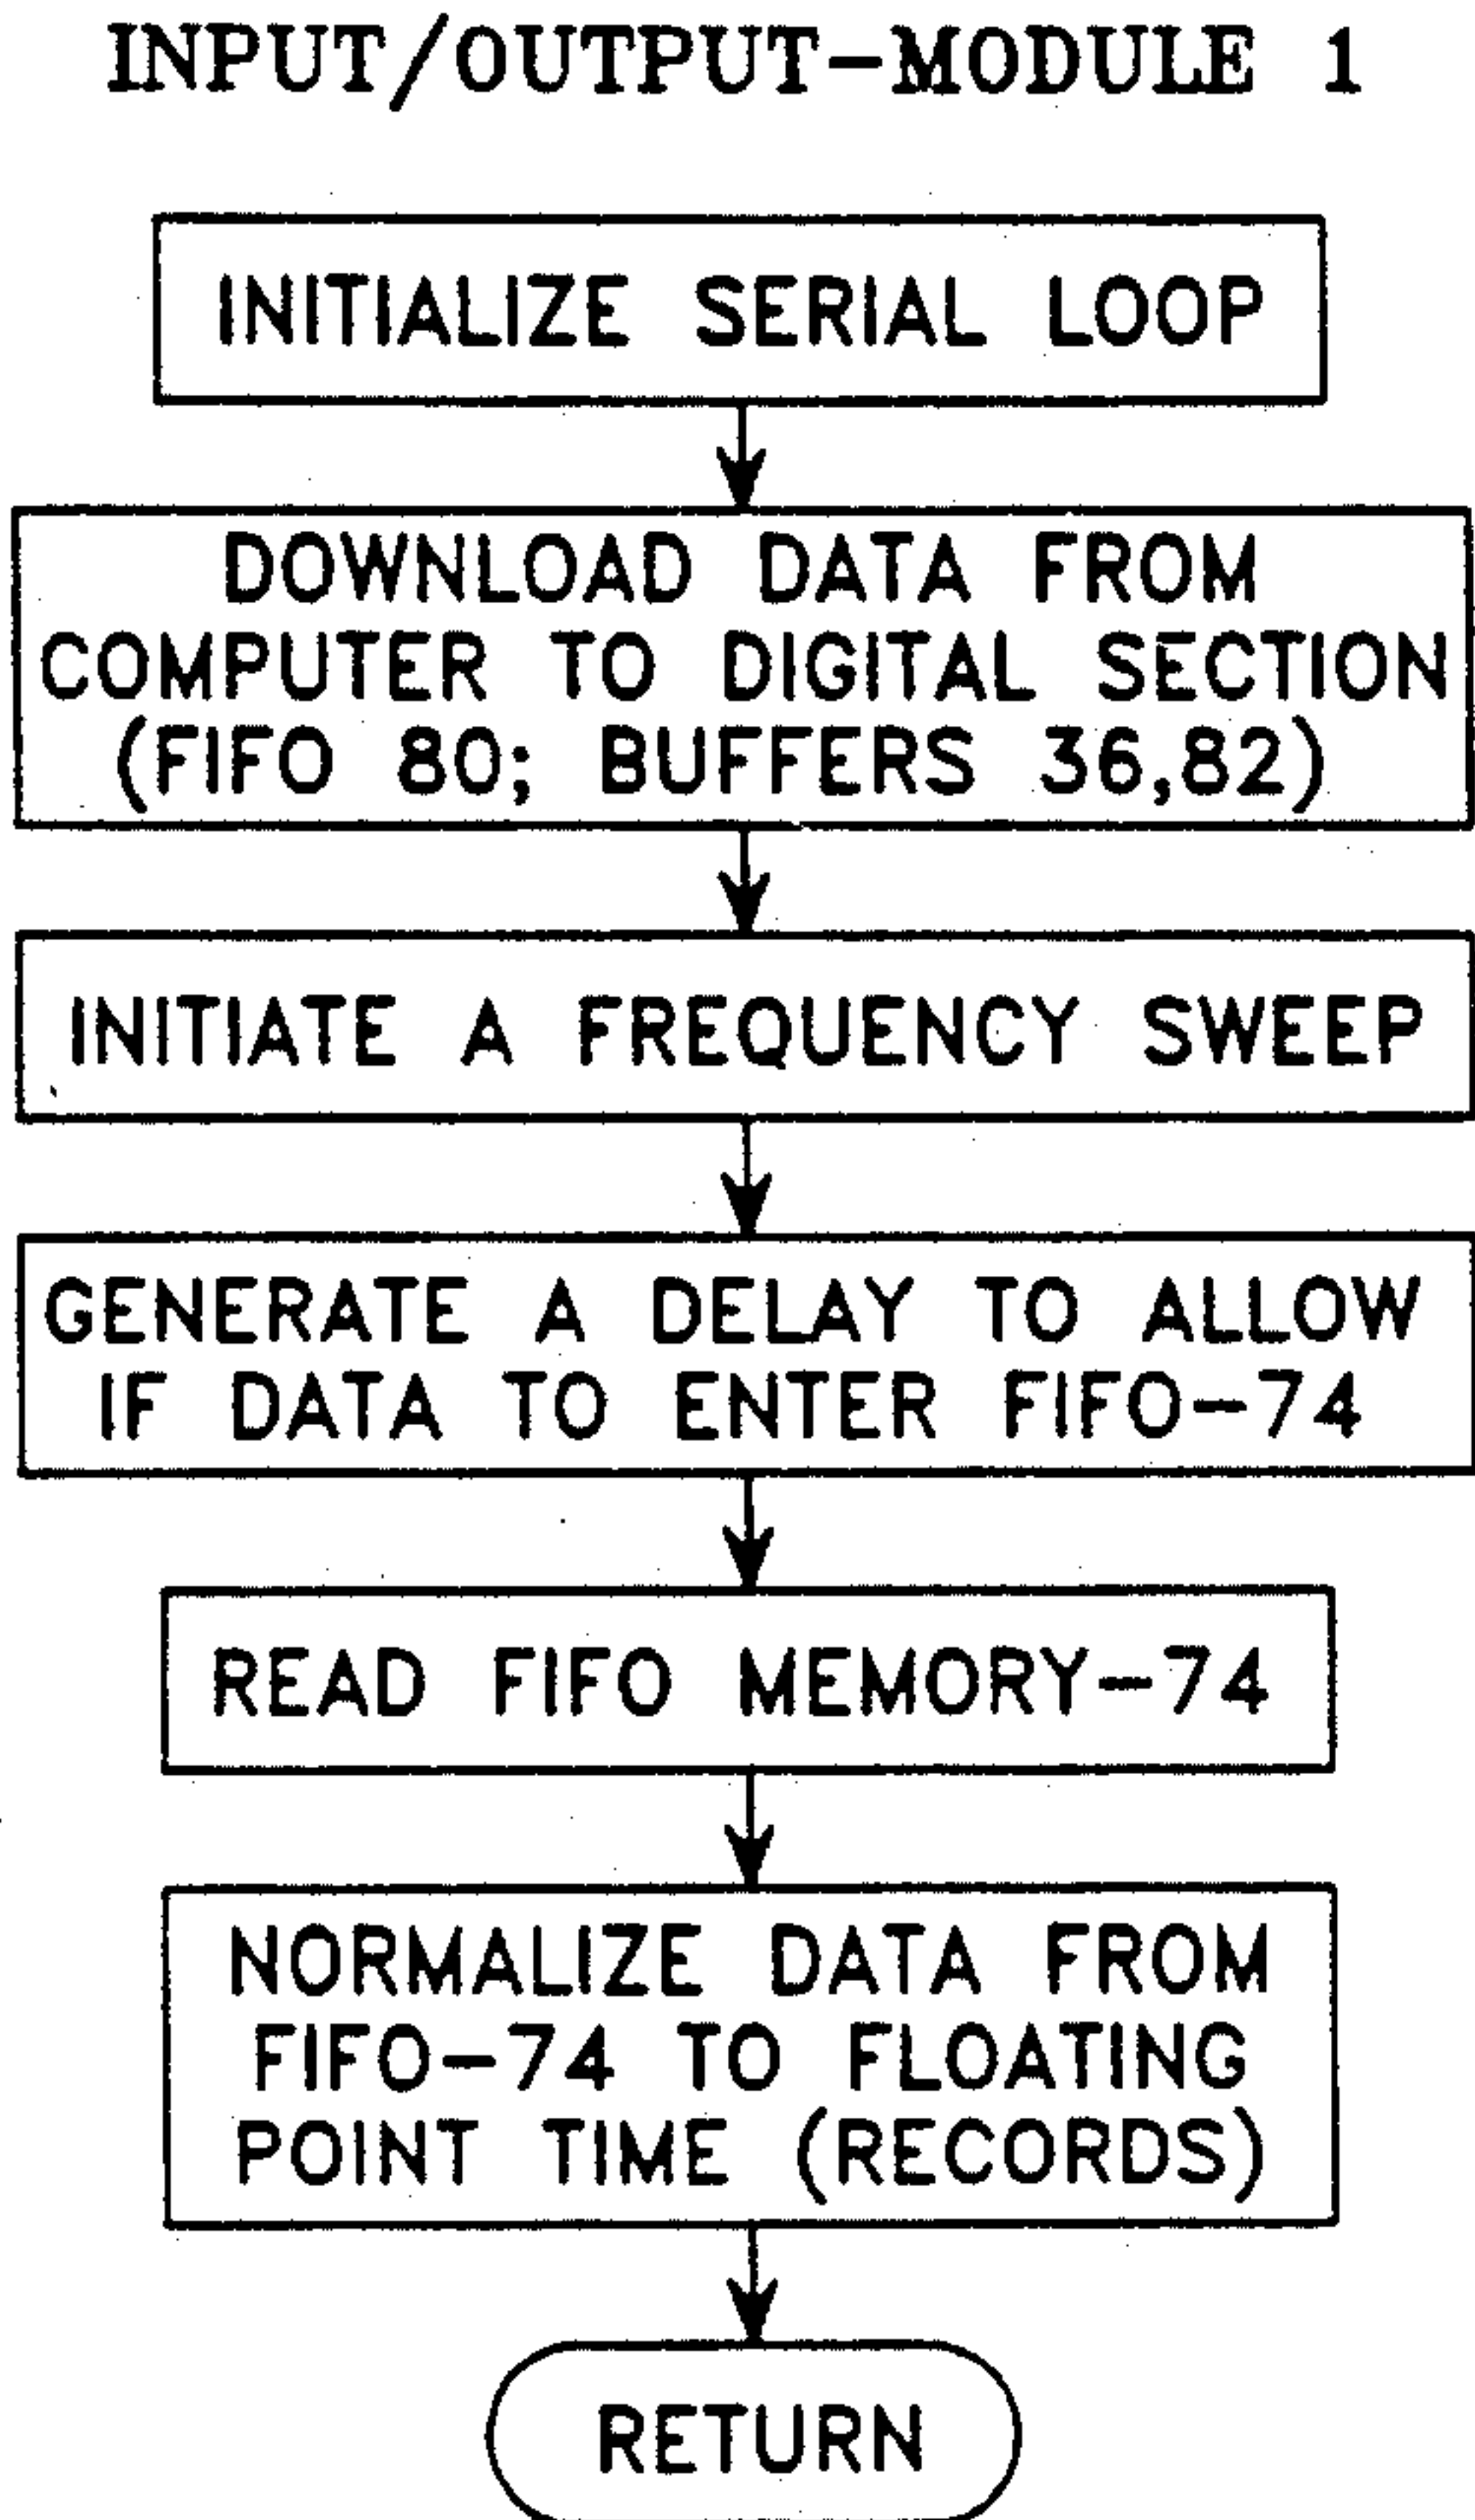 INPUT/OUTPUT-MODULE 1
INITIALIZE SERIAL LOOP
DOWNLOAD DATA FROM
COMPUTER TO DIGITAL SECTION
(FIFO 80; BUFFERS 36,82)
INITIATE A FREQUENCY SWEEP
GENERATE A DELAY TO ALLOW
IF DATA TO ENTER FIFO-74
READ FIFO MEMORY-74
NORMALIZE DATA FROM
FIFO-74 TO FLOATING
POINT TIME (RECORDS)
RETURN